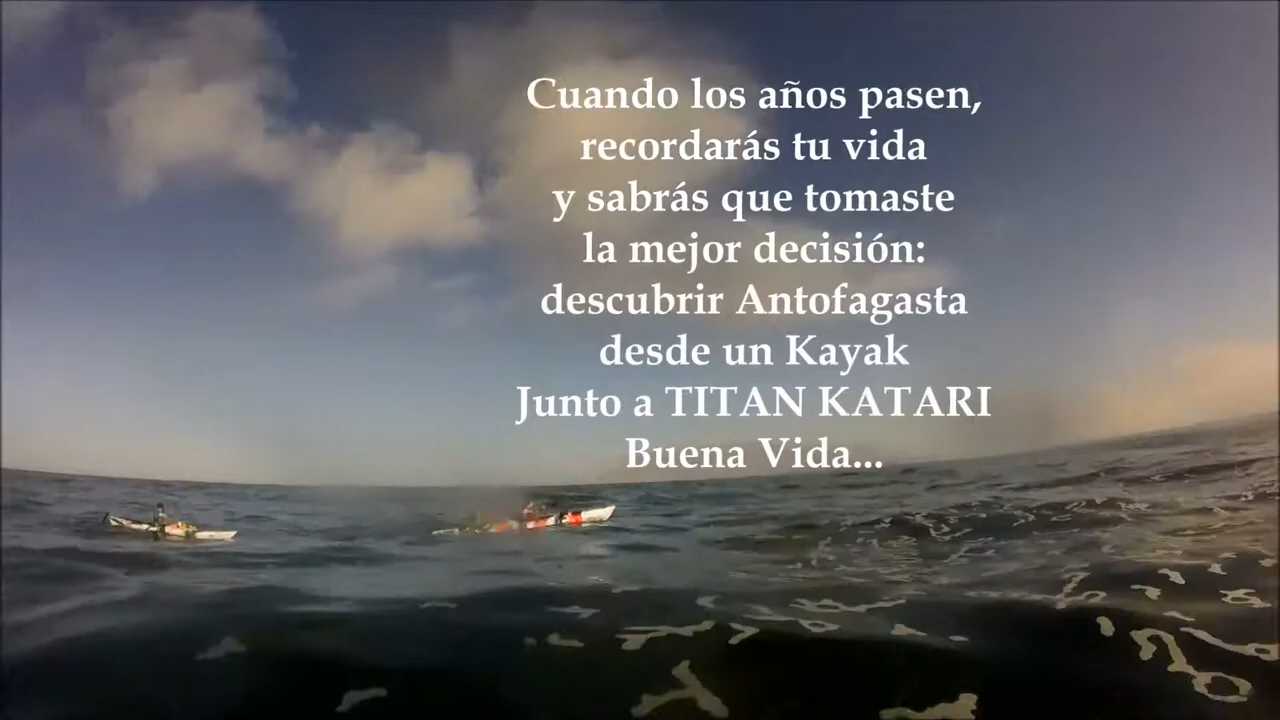 Cuando los años pasen,
recordarás tu vida
y sabrás que tomaste
la mejor decisión:
descubrir Antofagasta
desde un Kayak
Junto a TITAN KATARI
Buena Vida...